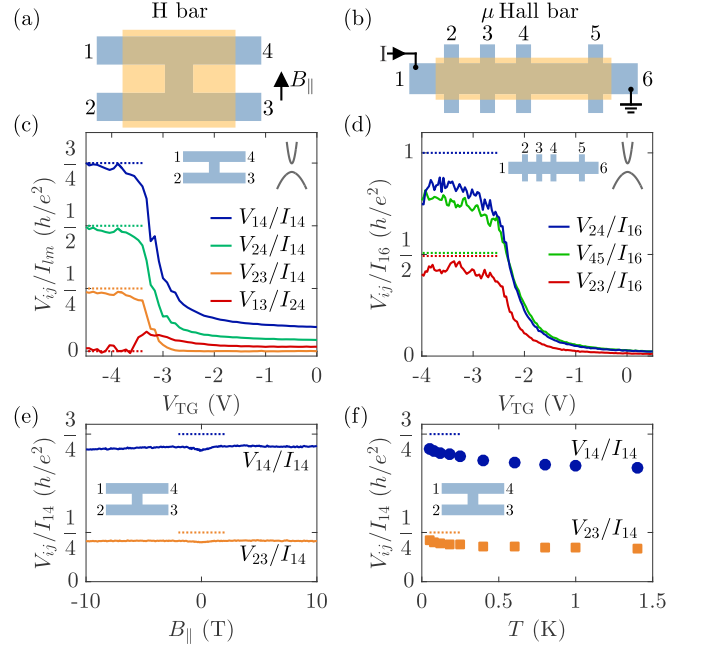 (a)
H bar
1
4
2
3
B∥
(b)
μ Hall bar
2
3
4
5
I
1
6
(c)
V_ij/I_lm (h/e²)
3/4
1/2
1/4
0
1
4
2
3
V₁₄/I₁₄
V₂₄/I₁₄
V₂₃/I₁₄
V₁₃/I₂₄
-4
-3
-2
-1
0
V_TG (V)
(d)
V_ij/I₁₆ (h/e²)
1
1/2
0
2
3
4
5
1
6
V₂₄/I₁₆
V₄₅/I₁₆
V₂₃/I₁₆
-4
-3
-2
-1
0
V_TG (V)
(e)
V_ij/I₁₄ (h/e²)
3/4
1/4
0
V₁₄/I₁₄
1
4
2
3
V₂₃/I₁₄
-10
0
10
B∥ (T)
(f)
V_ij/I₁₄ (h/e²)
3/4
1/4
0
V₁₄/I₁₄
1
4
2
3
V₂₃/I₁₄
0
0.5
1
1.5
T (K)